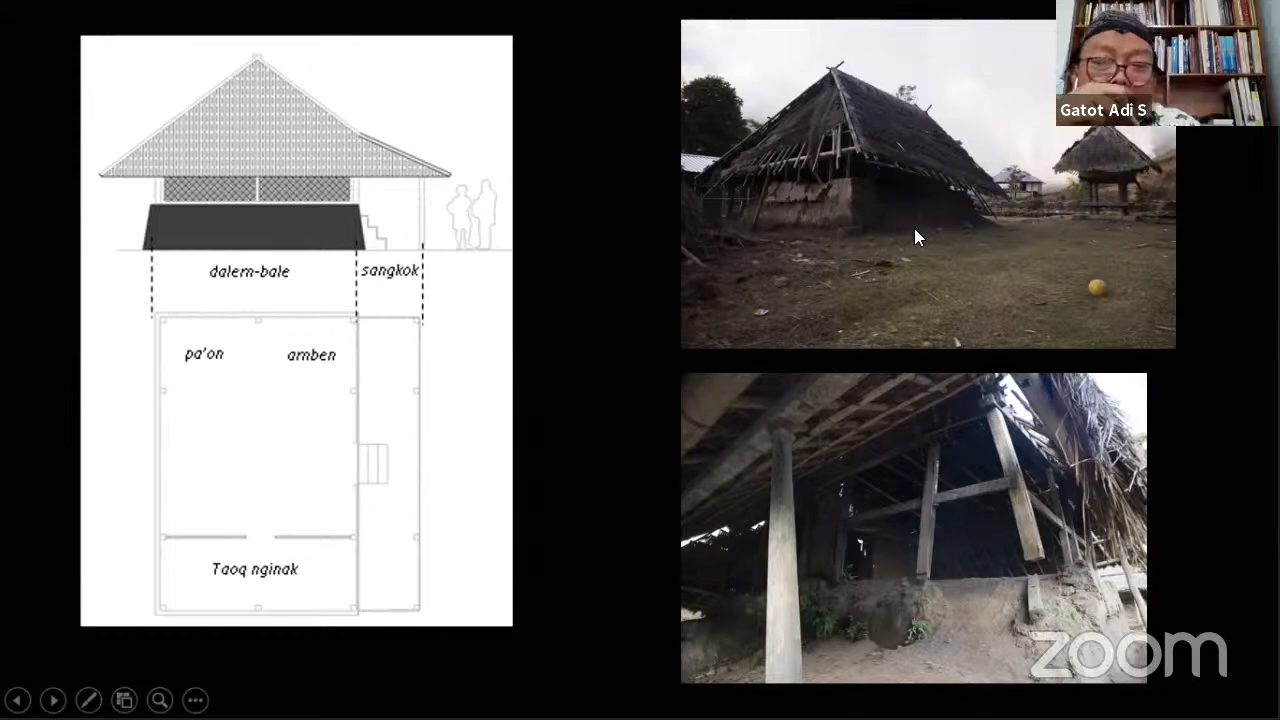 dalem-bale
sangkok
pa'on
amben
Taoq nginak
Gatot Adi S
zoom